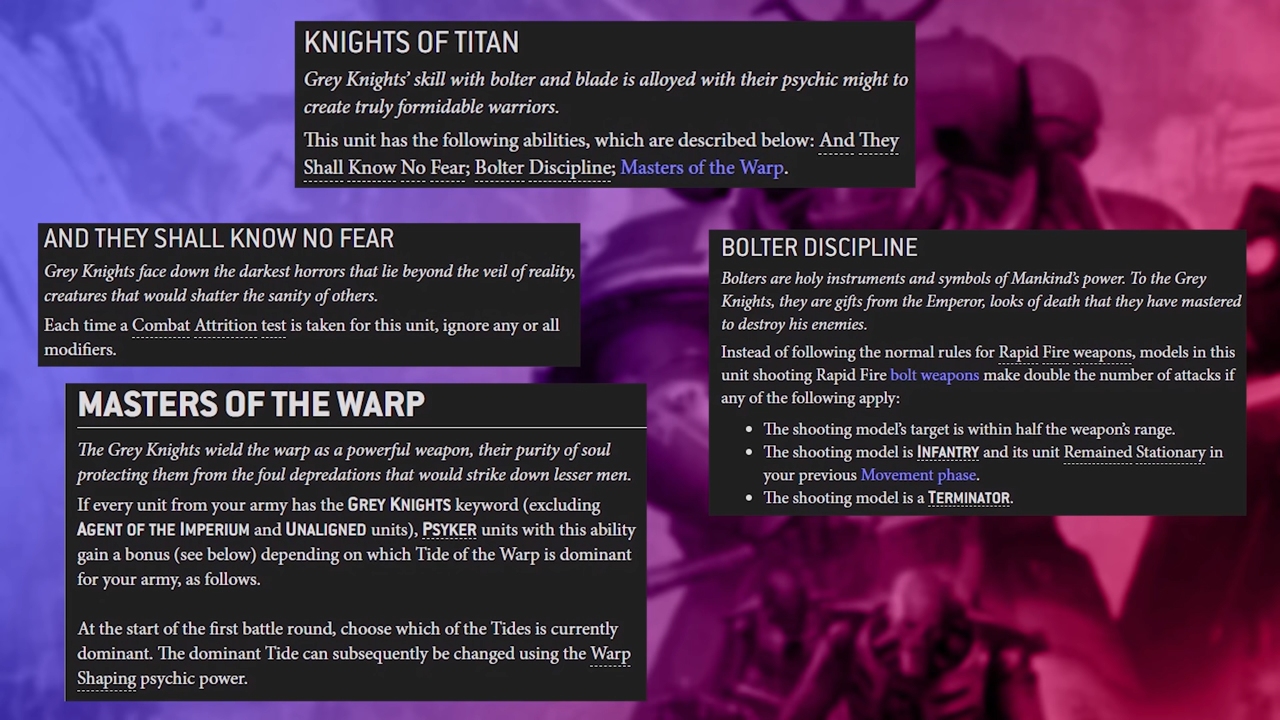 KNIGHTS OF TITAN
Grey Knights’ skill with bolter and blade is alloyed with their psychic might to
create truly formidable warriors.
This unit has the following abilities, which are described below: And They
Shall Know No Fear; Bolter Discipline; Masters of the Warp.
AND THEY SHALL KNOW NO FEAR
Grey Knights face down the darkest horrors that lie beyond the veil of reality,
creatures that would shatter the sanity of others.
Each time a Combat Attrition test is taken for this unit, ignore any or all
modifiers.
MASTERS OF THE WARP
The Grey Knights wield the warp as a powerful weapon, their purity of soul
protecting them from the foul depredations that would strike down lesser men.
If every unit from your army has the GREY KNIGHTS keyword (excluding
AGENT OF THE IMPERIUM and UNALIGNED units), PSYKER units with this ability
gain a bonus (see below) depending on which Tide of the Warp is dominant
for your army, as follows.
At the start of the first battle round, choose which of the Tides is currently
dominant. The dominant Tide can subsequently be changed using the Warp
Shaping psychic power.
BOLTER DISCIPLINE
Bolters are holy instruments and symbols of Mankind’s power. To the Grey
Knights, they are gifts from the Emperor, looks of death that they have mastered
to destroy his enemies.
Instead of following the normal rules for Rapid Fire weapons, models in this
unit shooting Rapid Fire bolt weapons make double the number of attacks if
any of the following apply:
• The shooting model’s target is within half the weapon’s range.
• The shooting model is INFANTRY and its unit Remained Stationary in
your previous Movement phase.
• The shooting model is a TERMINATOR.